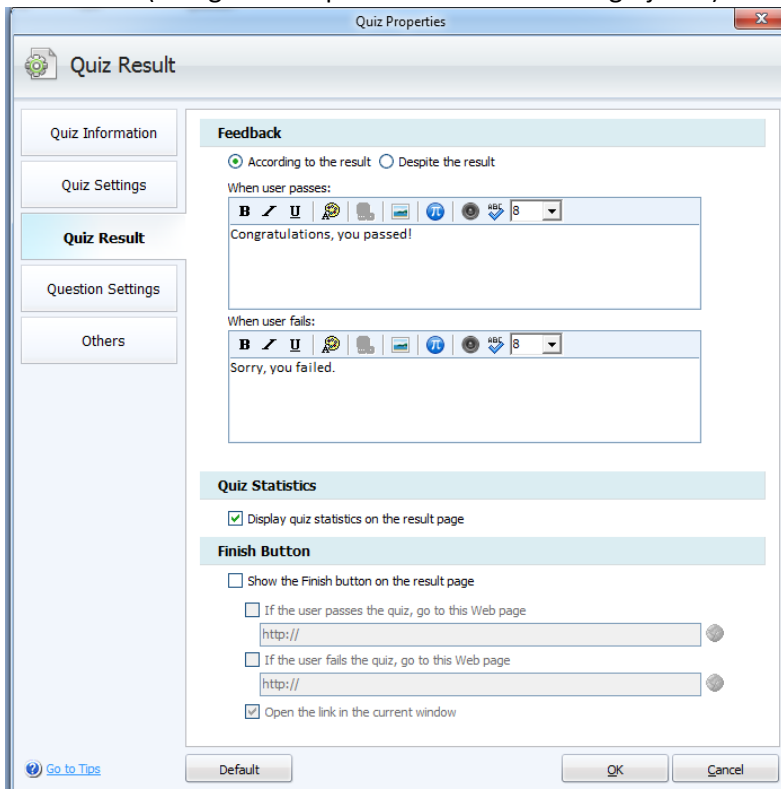 Quiz Properties
Quiz Result
Quiz Information
Quiz Settings
Quiz Result
Question Settings
Others
Feedback
According to the result Despite the result
When user passes:
B I U ABC 8
Congratulations, you passed!
When user fails:
B I U ABC 8
Sorry, you failed.
Quiz Statistics
Display quiz statistics on the result page
Finish Button
Show the Finish button on the result page
If the user passes the quiz, go to this Web page
http://
If the user fails the quiz, go to this Web page
http://
Open the link in the current window
Go to Tips
Default
OK
Cancel